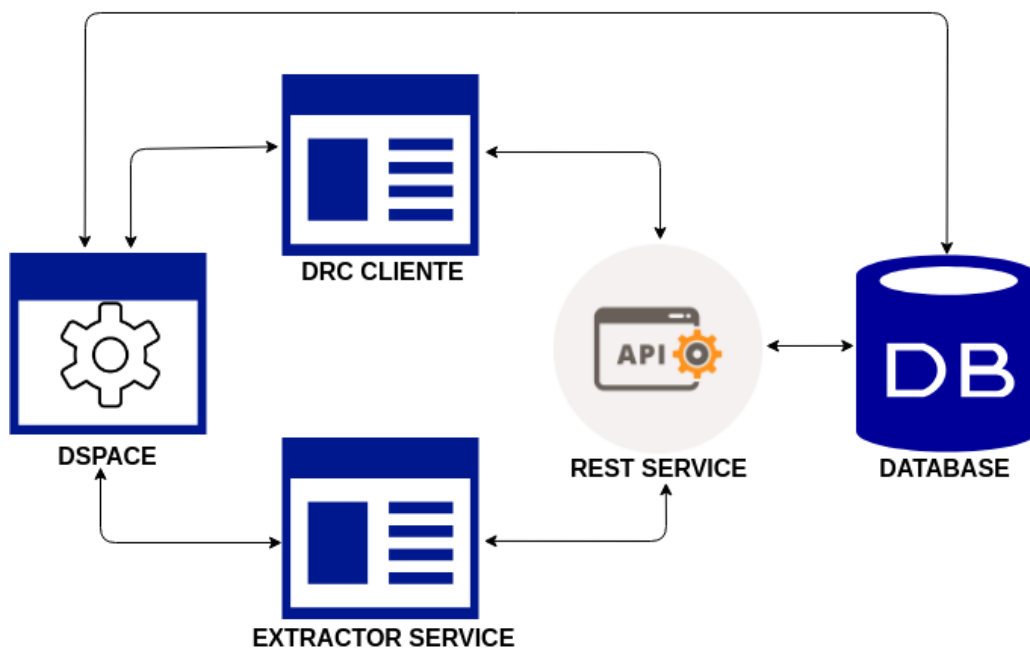 DRC CLIENTE
API
DB
DSPACE
REST SERVICE
DATABASE
EXTRACTOR SERVICE